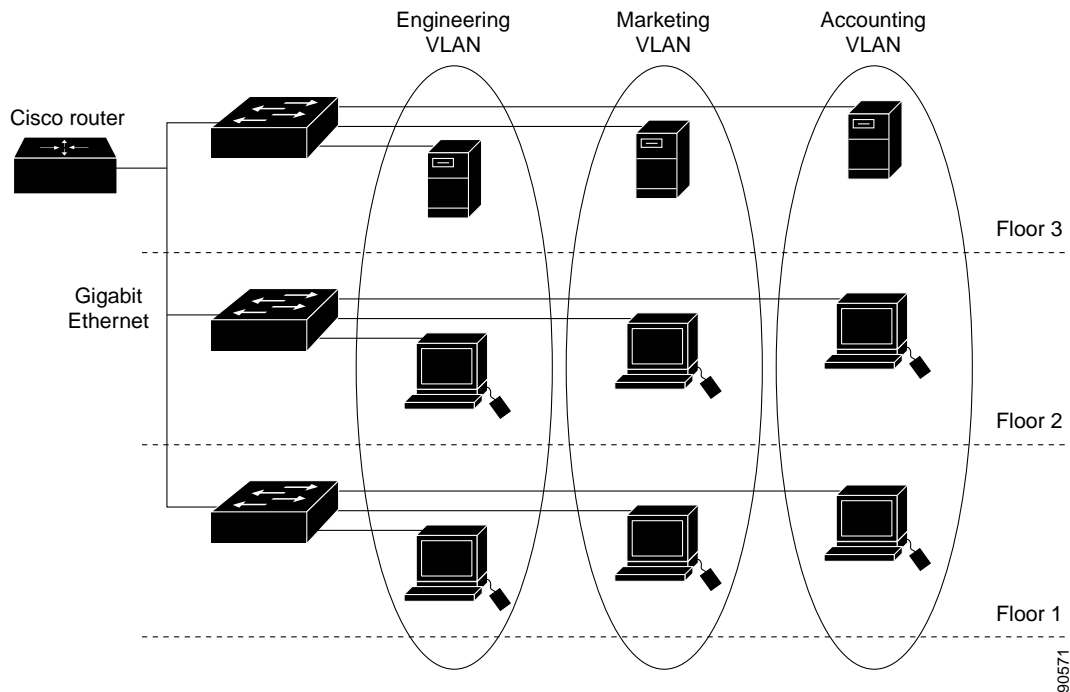 Engineering
VLAN
Marketing
VLAN
Accounting
VLAN
Cisco router
Floor 3
Gigabit
Ethernet
Floor 2
Floor 1
90571